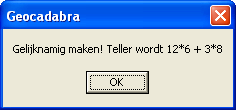 Geocadabra
Gelijknamig maken! Teller wordt 12*6 + 3*8
OK